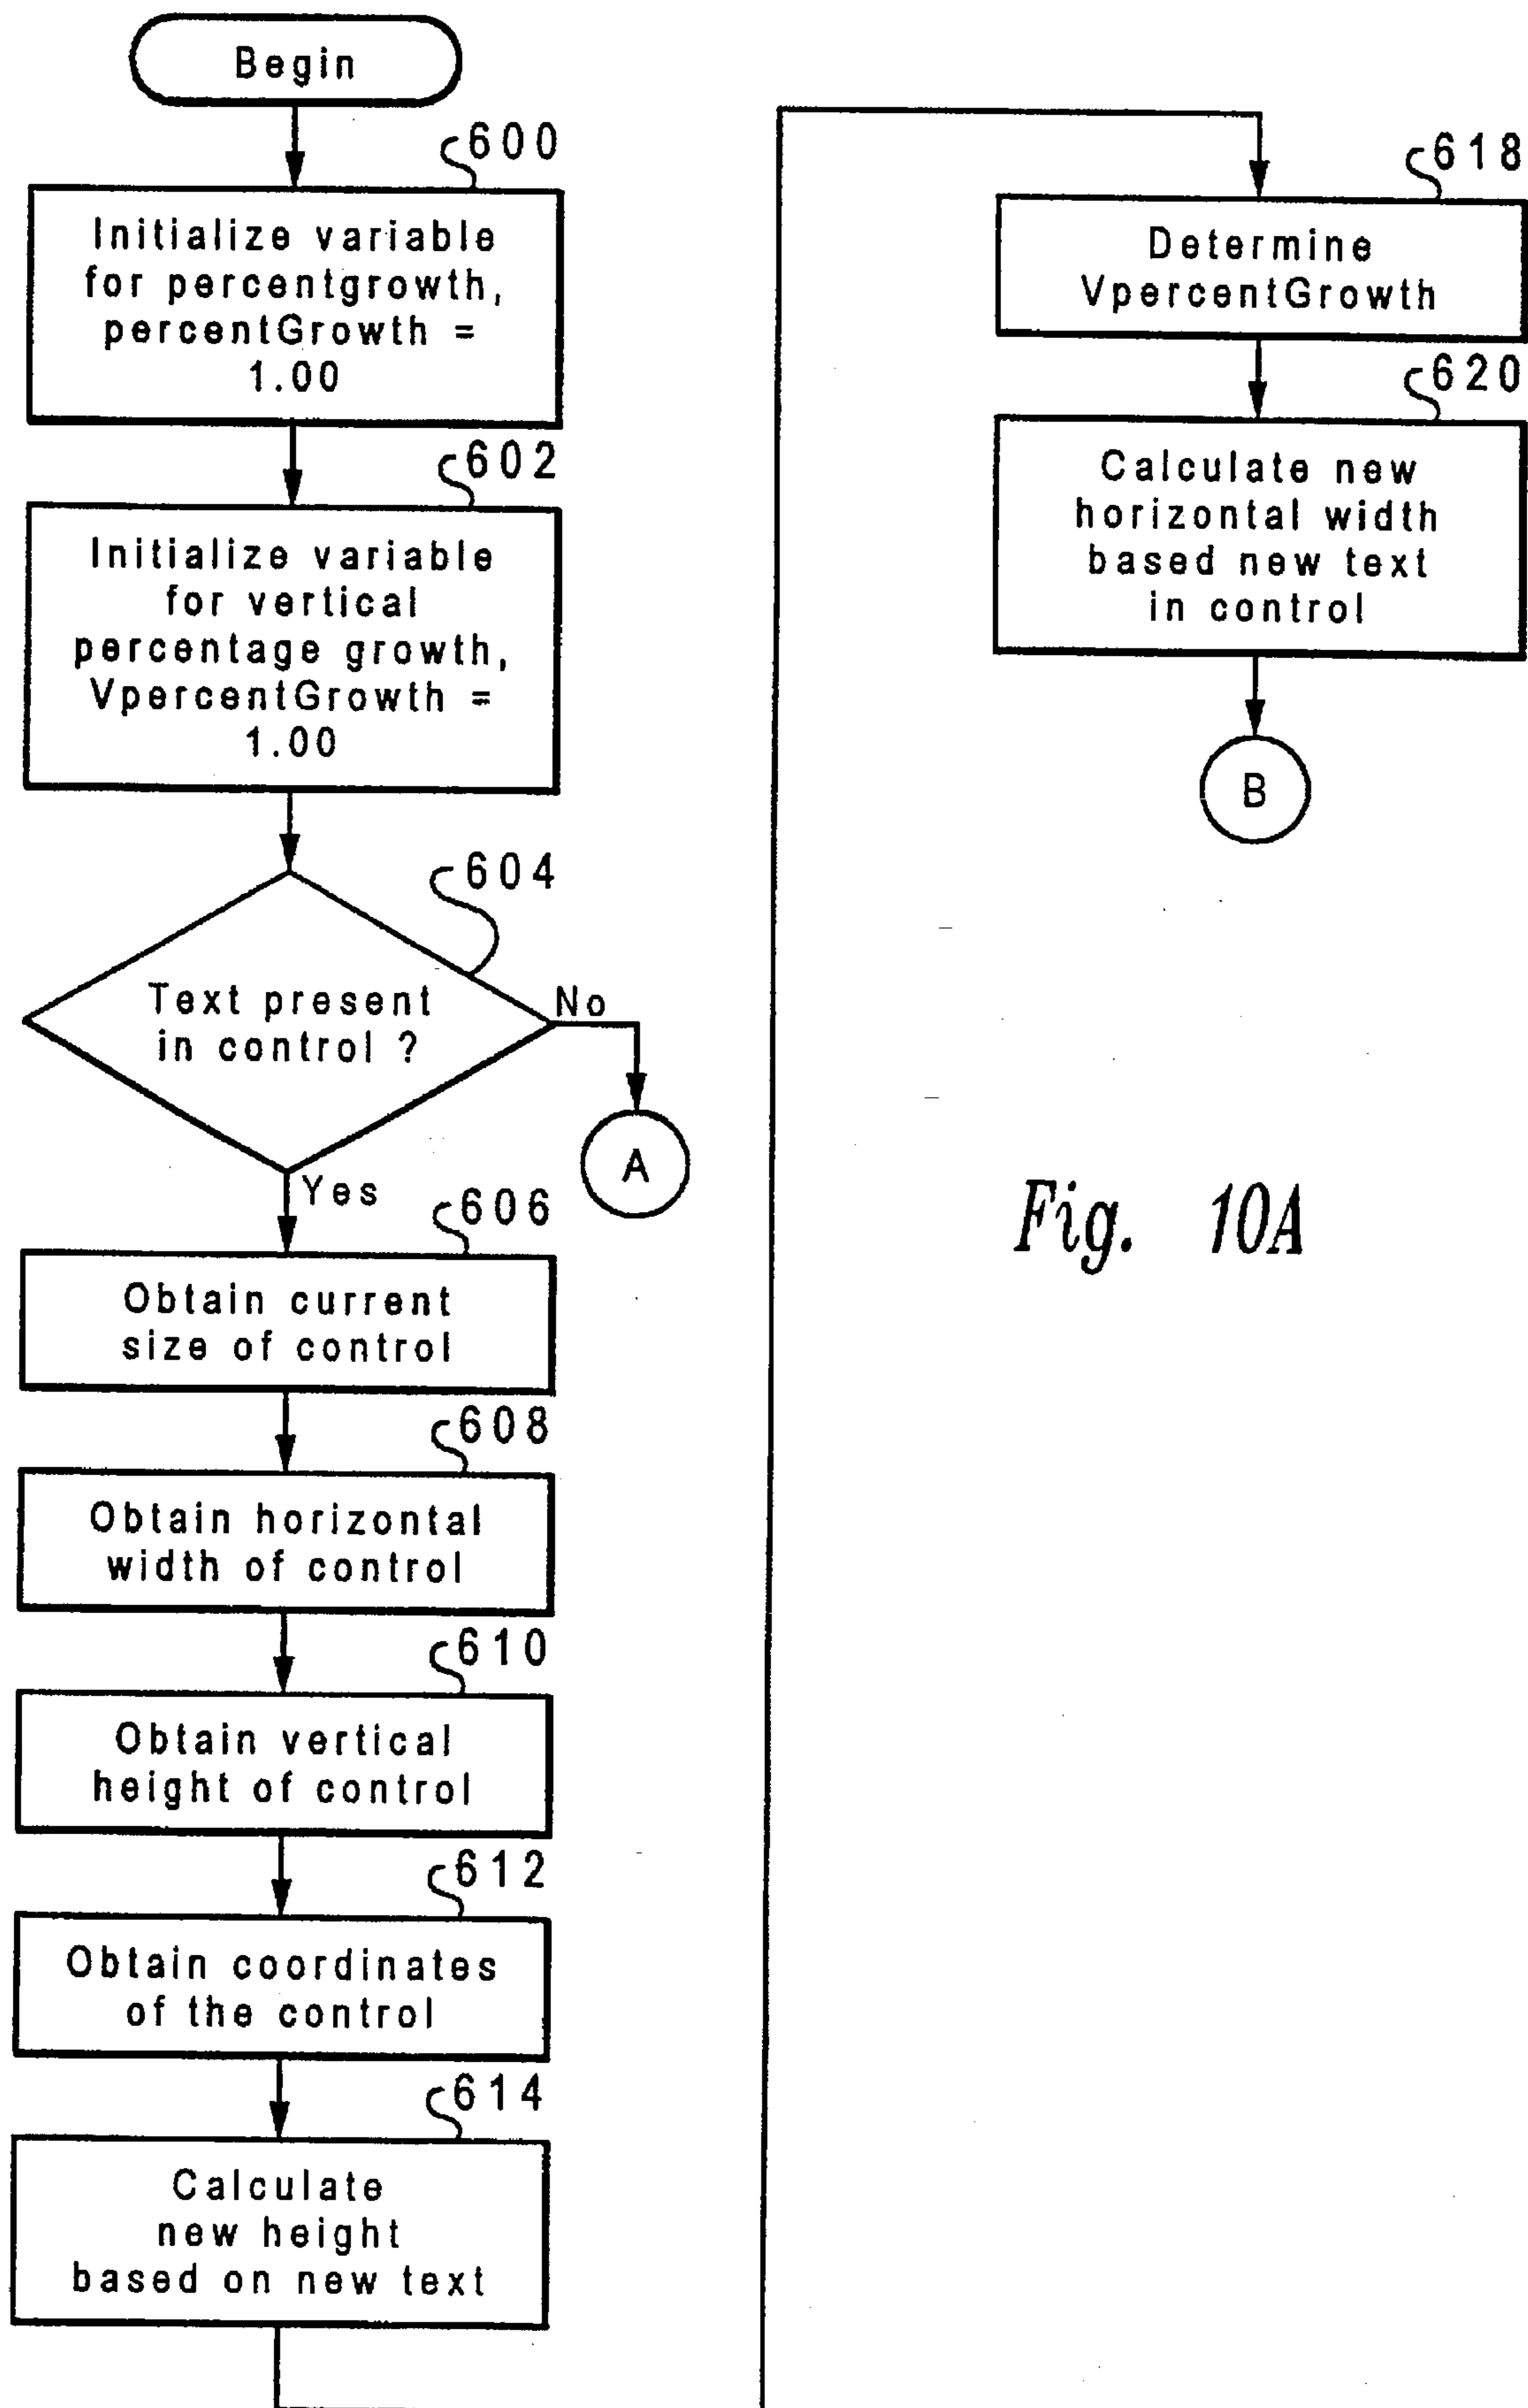 Begin
600
Initialize variable
for percentgrowth,
percentGrowth =
1.00
602
Initialize variable
for vertical
percentage growth,
VpercentGrowth =
1.00
604
Text present
in control ?
No
A
Yes
606
Obtain current
size of control
608
Obtain horizontal
width of control
610
Obtain vertical
height of control
612
Obtain coordinates
of the control
614
Calculate
new height
based on new text
618
Determine
VpercentGrowth
620
Calculate new
horizontal width
based new text
in control
B
Fig. 10A